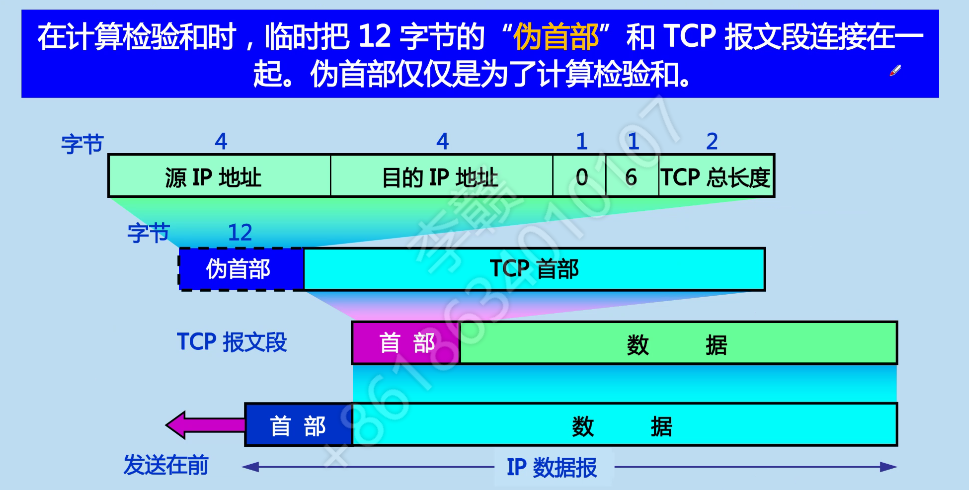 在计算检验和时，临时把 12 字节的“伪首部”和 TCP 报文段连接在一
起。伪首部仅仅是为了计算检验和。
字节 4 4 1 1 2
源 IP 地址 目的 IP 地址 0 6 TCP 总长度
字节 12
伪首部 TCP 首部
TCP 报文段 首 部 数 据
首 部 数 据
发送在前 IP 数据报
李赣
+8618634010107